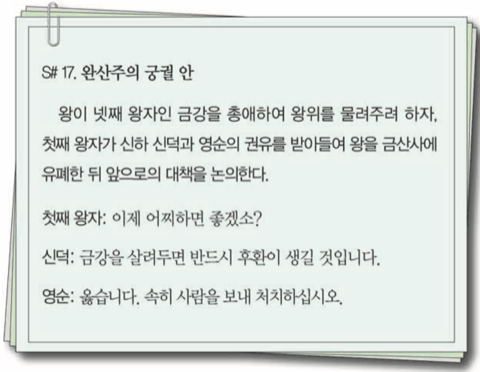 S# 17. 완산주의 궁궐 안
왕이 넷째 왕자인 금강을 총애하여 왕위를 물려주려 하자,
첫째 왕자가 신하 신덕과 영순의 권유를 받아들여 왕을 금산사에
유폐한 뒤 앞으로의 대책을 논의한다.
첫째 왕자: 이제 어찌하면 좋겠소?
신덕: 금강을 살려두면 반드시 후환이 생길 것입니다.
영순: 옳습니다. 속히 사람을 보내 처치하십시오.